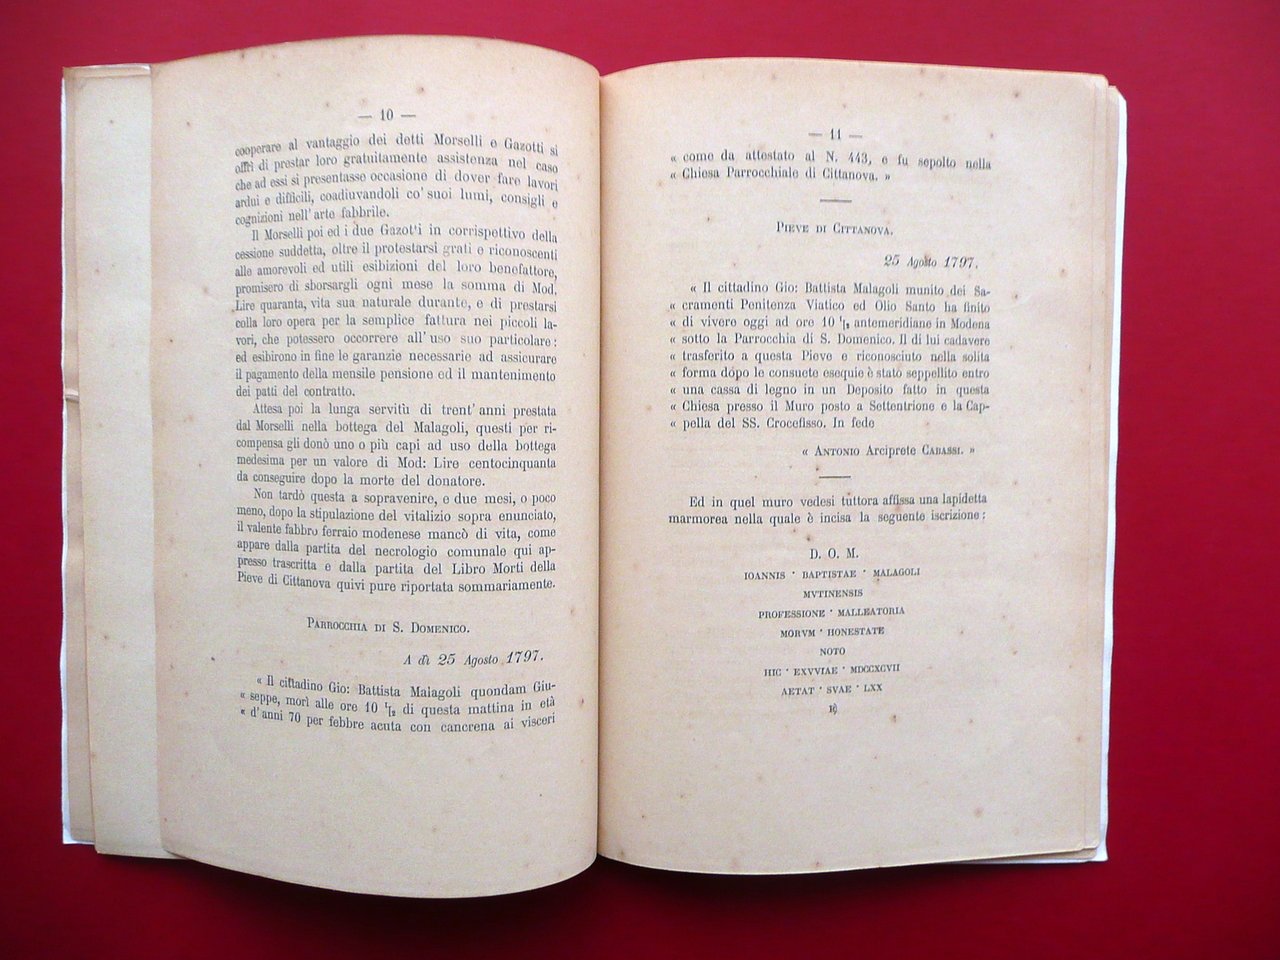 — 10 —
cooperare al vantaggio dei detti Morselli e Gazotti si
offrì di prestar loro gratuitamente assistenza nel caso
che ad essi si presentasse occasione di dover fare lavori
ardui e difficili, coadiuvandoli co' suoi lumi, consigli e
cognizioni nell'arte fabbrile.
Il Morselli poi ed i due Gazot'i in corrispettivo della
cessione suddetta, oltre il protestarsi grati e riconoscenti
alle amorevoli ed utili esibizioni del loro benefattore,
promisero di sborsargli ogni mese la somma di Mod.
Lire quaranta, vita sua naturale durante, e di prestarsi
colla loro opera per la semplice fattura nei piccoli la-
vori, che potessero occorrere all'uso suo particolare:
ed esibirono in fine le garanzie necessarie ad assicurare
il pagamento della mensile pensione ed il mantenimento
dei patti del contratto.
Attesa poi la lunga servitù di trent'anni prestata
dal Morselli nella bottega del Malagoli, questi per ri-
compensa gli donò uno o più capi ad uso della bottega
medesima per un valore di Mod: Lire centocinquanta
da conseguire dopo la morte del donatore.
Non tardò questa a sopravenire, e due mesi, o poco
meno, dopo la stipulazione del vitalizio sopra enunciato,
il valente fabbro ferraio modenese mancò di vita, come
appare dalla partita del necrologio comunale qui ap-
presso trascritta e dalla partita del Libro Morti della
Pieve di Cittanova quivi pure riportata sommariamente.
PARROCCHIA DI S. DOMENICO.
A dì 25 Agosto 1797.
« Il cittadino Gio: Battista Malagoli quondam Giu-
« seppe, morì alle ore 10 1/2 di questa mattina in età
« d'anni 70 per febbre acuta con cancrena ai visceri
— 11 —
« come da attestato al N. 443, e fu sepolto nella
« Chiesa Parrocchiale di Cittanova. »
PIEVE DI CITTANOVA.
25 Agosto 1797.
« Il cittadino Gio: Battista Malagoli munito dei Sa-
« cramenti Penitenza Viatico ed Olio Santo ha finito
« di vivere oggi ad ore 10 1/2 antemeridiane in Modena
« sotto la Parrocchia di S. Domenico. Il di lui cadavere
« trasferito a questa Pieve e riconosciuto nella solita
« forma dopo le consuete esequie è stato seppellito entro
« una cassa di legno in un Deposito fatto in questa
« Chiesa presso il Muro posto a Settentrione e la Cap-
« pella del SS. Crocefisso. In fede
« ANTONIO Arciprete CABASSI. »
Ed in quel muro vedesi tuttora affissa una lapidetta
marmorea nella quale è incisa la seguente iscrizione:
D. O. M.
IOANNIS · BAPTISTAE · MALAGOLI
MVTINENSIS
PROFESSIONE · MALLEATORIA
MORVM · HONESTATE
NOTO
HIC · EXVVIAE · MDCCXCVII
AETAT · SVAE · LXX